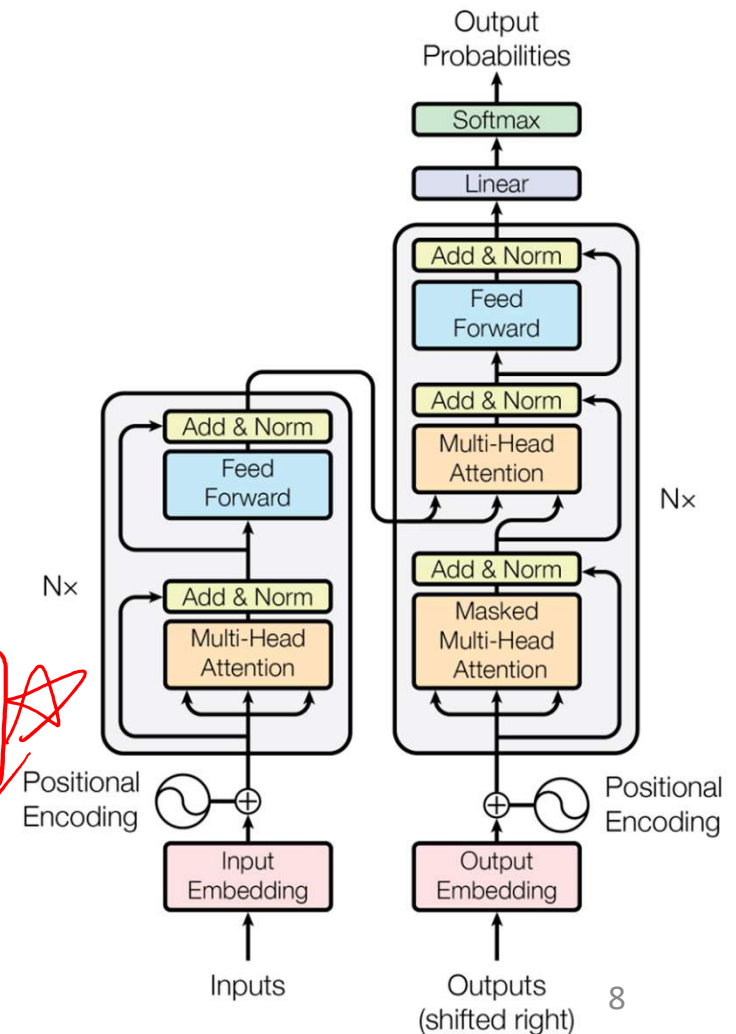 Output
Probabilities
Softmax
Linear
Add & Norm
Feed
Forward
Add & Norm
Multi-Head
Attention
Nx
Add & Norm
Masked
Multi-Head
Attention
Add & Norm
Feed
Forward
Nx
Add & Norm
Multi-Head
Attention
Positional
Encoding
Positional
Encoding
Input
Embedding
Output
Embedding
Inputs
Outputs
(shifted right)
8